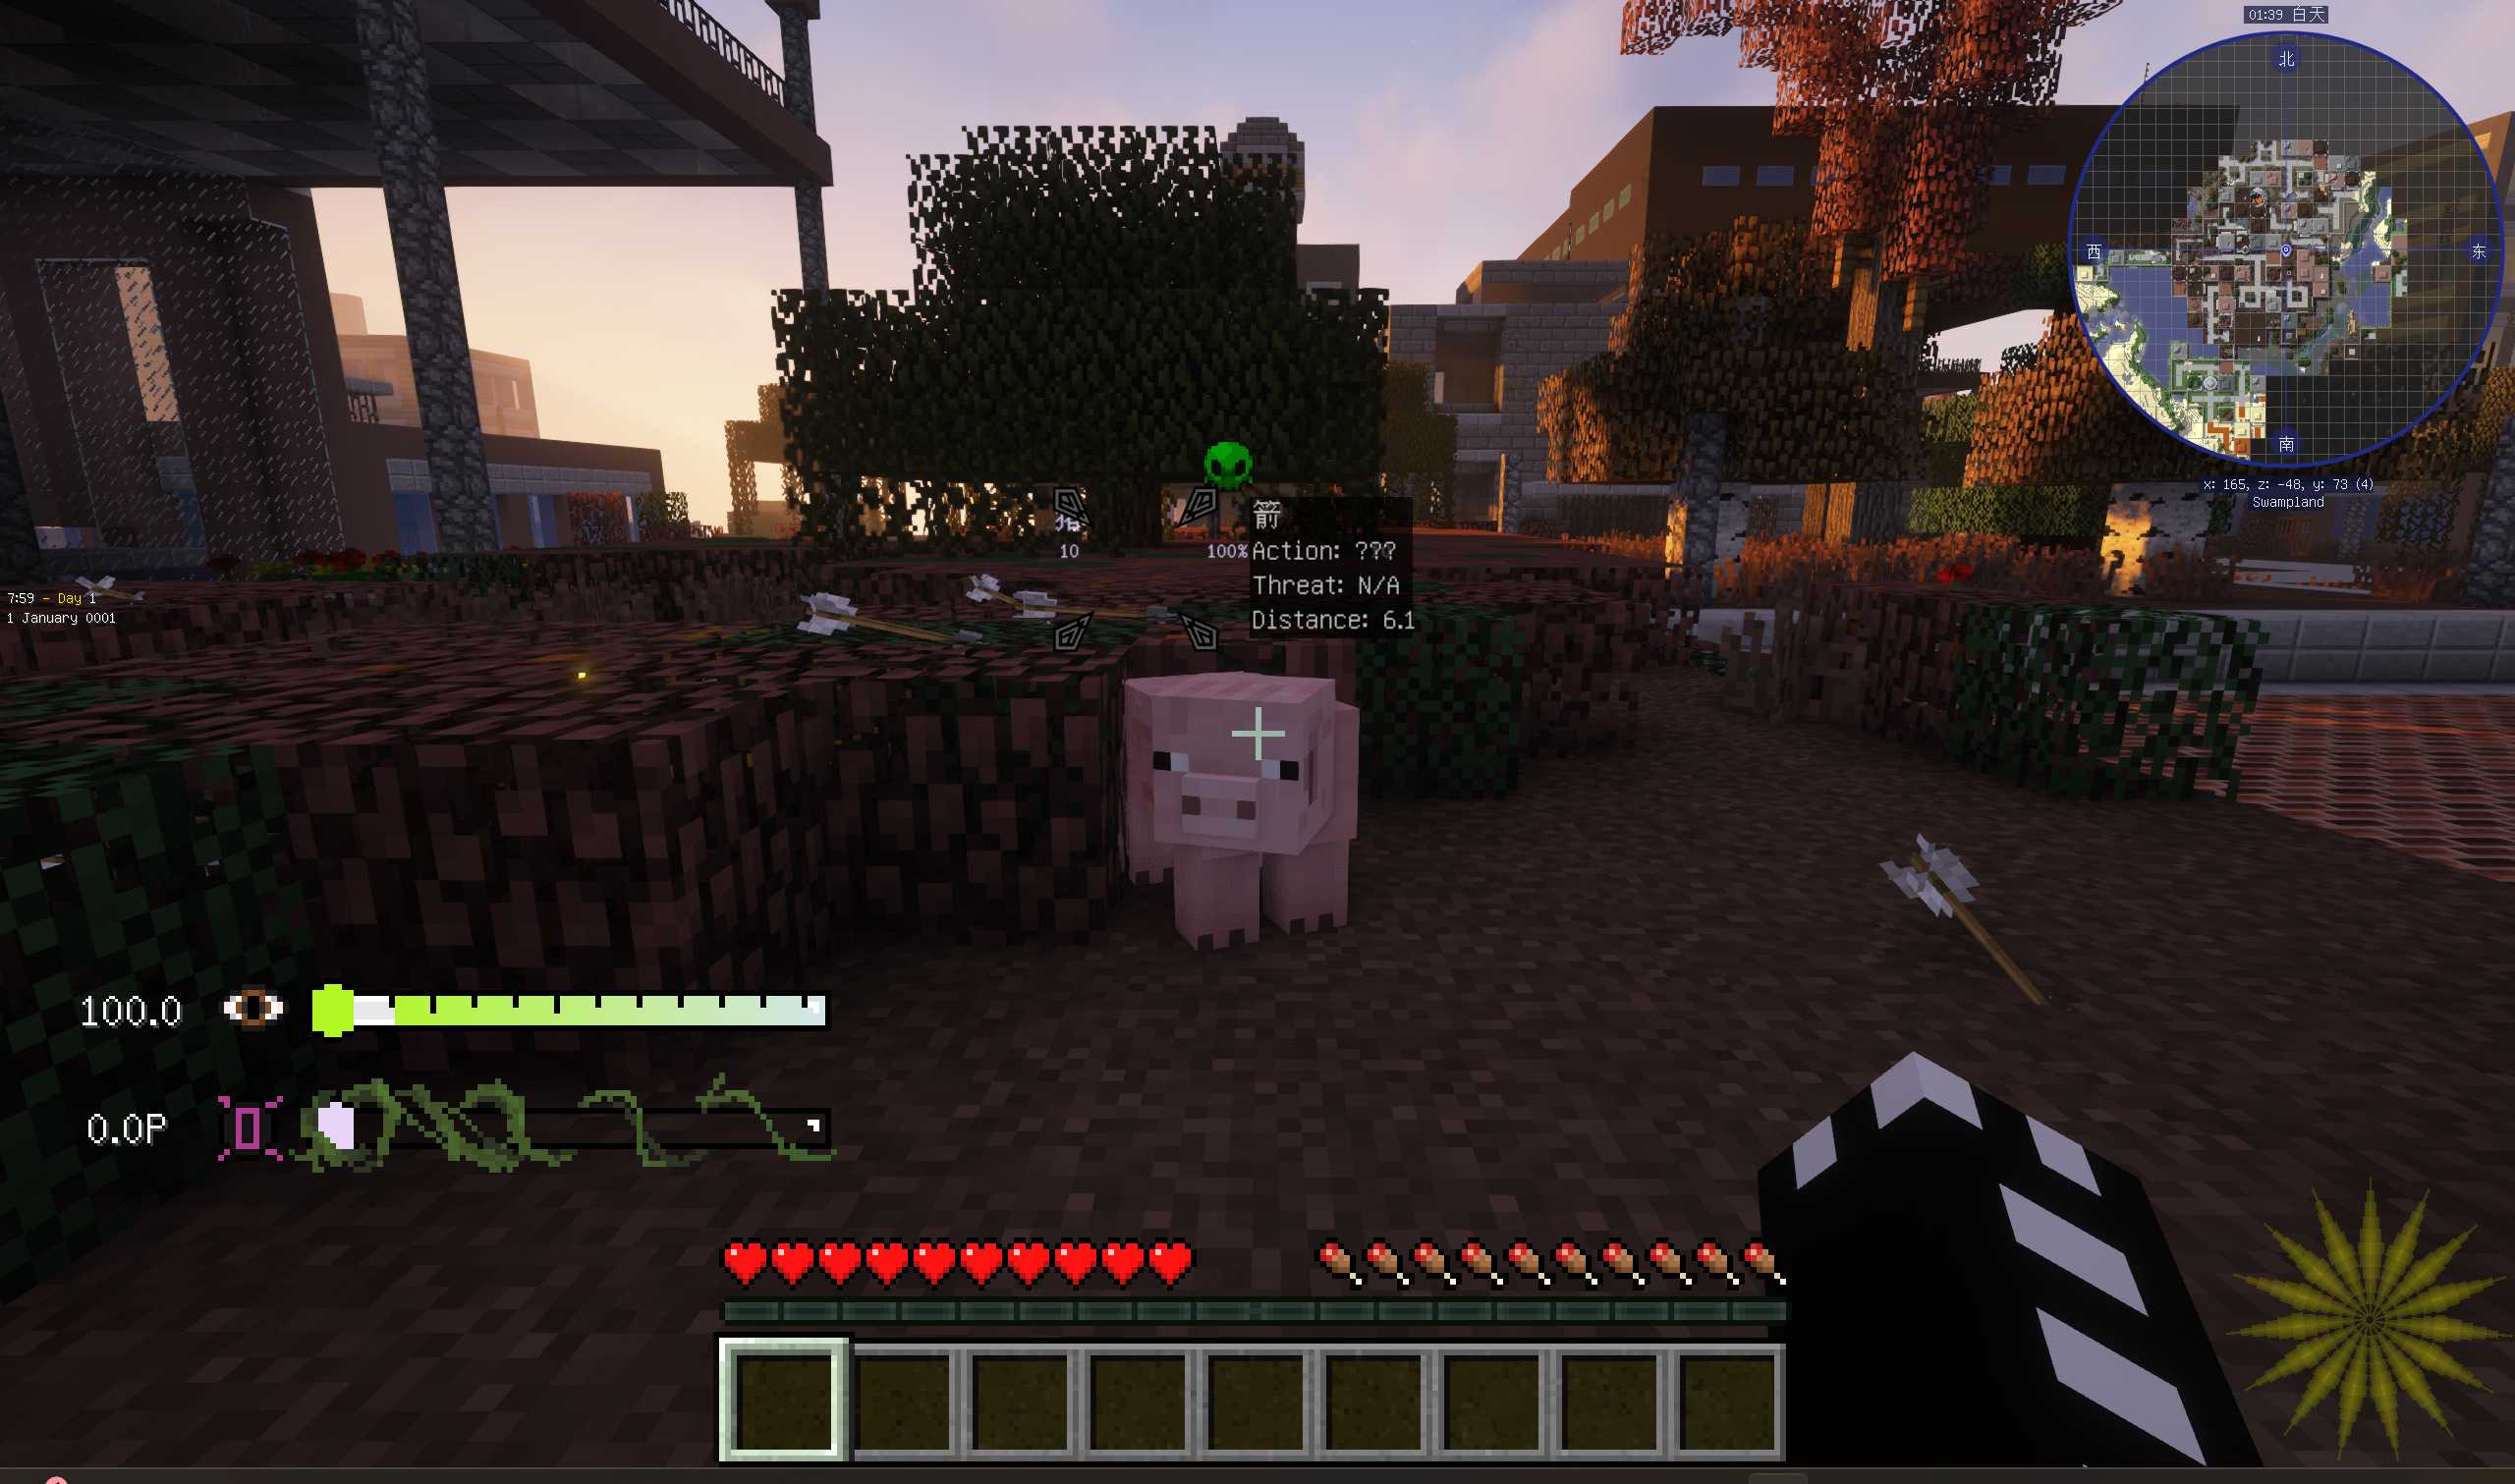 01:39 白天
北
西
东
南
x: 165, z: -48, y: 73 (4)
Swampland
箭
10
100%
Action: ???
Threat: N/A
Distance: 6.1
7:59 - Day 1
1 January 0001
100.0
0.0P